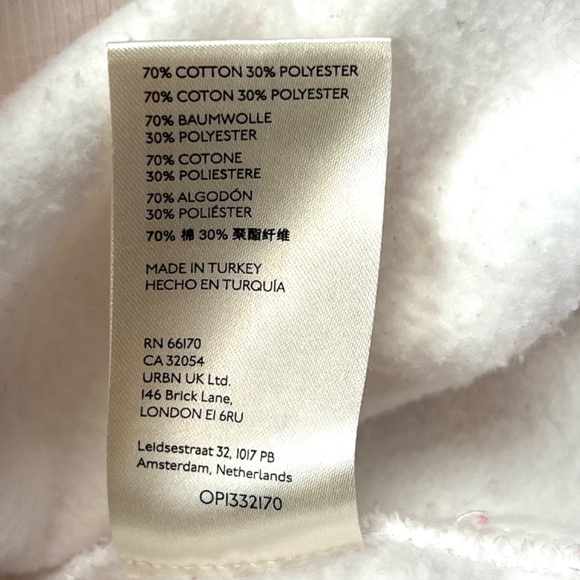 70% COTTON 30% POLYESTER
70% COTON 30% POLYESTER
70% BAUMWOLLE
30% POLYESTER
70% COTONE
30% POLIESTERE
70% ALGODÓN
30% POLIÉSTER
70% 棉 30% 聚酯纤维
MADE IN TURKEY
HECHO EN TURQUÍA
RN 66170
CA 32054
URBN UK Ltd.
146 Brick Lane,
LONDON E1 6RU
Leidsestraat 32, 1017 PB
Amsterdam, Netherlands
OP1332170